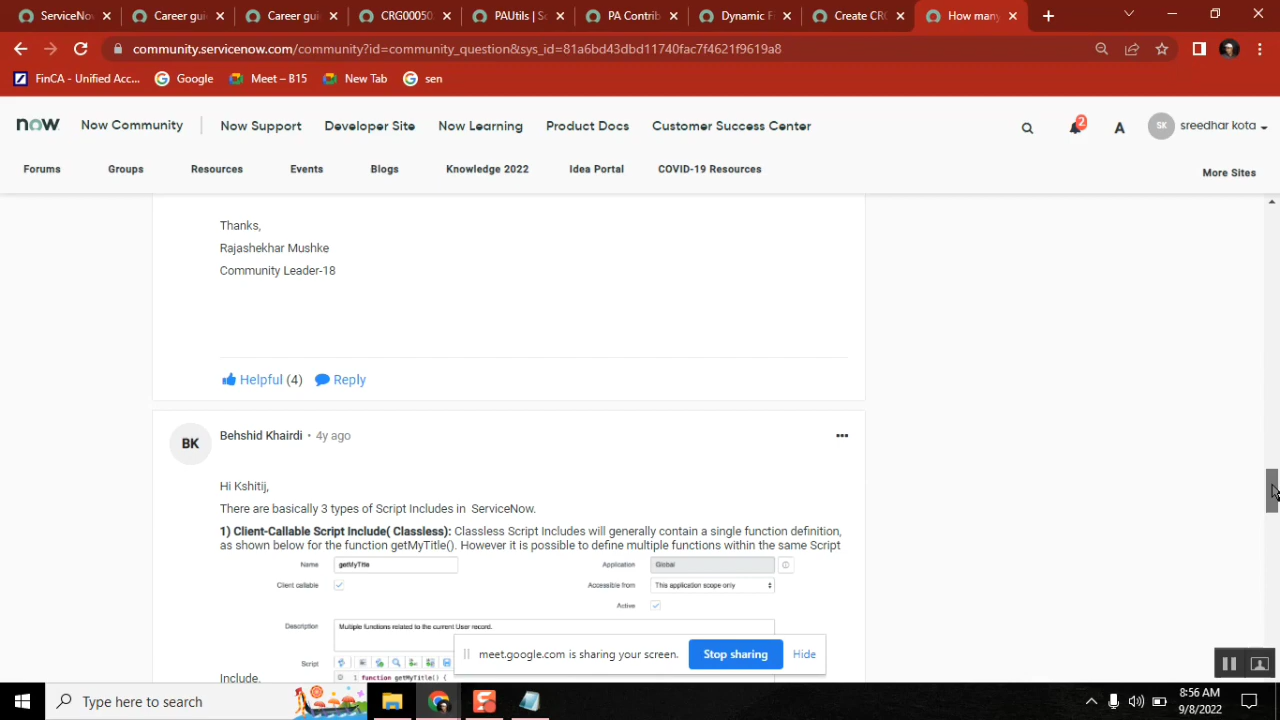 ServiceNo
Career gui
Career gui
CRG00050
PAUtils | S
PA Contrib
Dynamic F
Create CR
How many
community.servicenow.com/community?id=community_question&sys_id=81a6bd43dbd11740fac7f4621f9619a8
FinCA - Unified Acc...
Google
Meet – B15
New Tab
sen
now
Now Community
Now Support
Developer Site
Now Learning
Product Docs
Customer Success Center
2
A
SK
sreedhar kota
Forums
Groups
Resources
Events
Blogs
Knowledge 2022
Idea Portal
COVID-19 Resources
More Sites
Thanks,
Rajashekhar Mushke
Community Leader-18
Helpful (4)
Reply
BK
Behshid Khairdi • 4y ago
Hi Kshitij,
There are basically 3 types of Script Includes in ServiceNow.
1) Client-Callable Script Include( Classless): Classless Script Includes will generally contain a single function definition,
as shown below for the function getMyTitle(). However it is possible to define multiple functions within the same Script
Name
getMyTitle
Application
Global
Client callable
Accessible from
This application scope only
Active
Description
Multiple functions related to the current User record.
Script
1 function getMyTitle() {
Include.
meet.google.com is sharing your screen.
Stop sharing
Hide
Type here to search
8:56 AM
9/8/2022